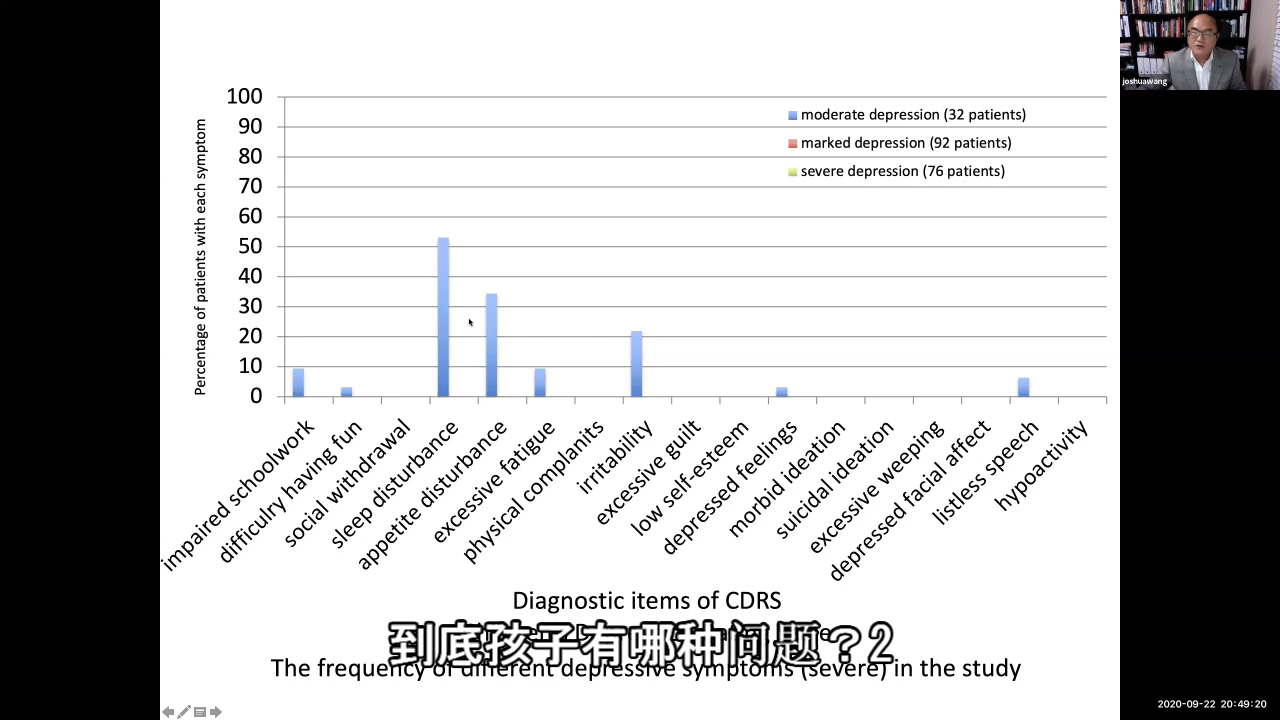 joshuawang
100
90
80
70
60
50
40
30
20
10
0
Percentage of patients with each symptom
moderate depression (32 patients)
marked depression (92 patients)
severe depression (76 patients)
impaired schoolwork
difficulry having fun
social withdrawal
sleep disturbance
appetite disturbance
excessive fatigue
physical complanits
irritability
excessive guilt
low self-esteem
depressed feelings
morbid ideation
suicidal ideation
excessive weeping
depressed facial affect
listless speech
hypoactivity
Diagnostic items of CDRS
到底孩子有哪种问题？2
The frequency of different depressive symptoms (severe) in the study
2020-09-22 20:49:20